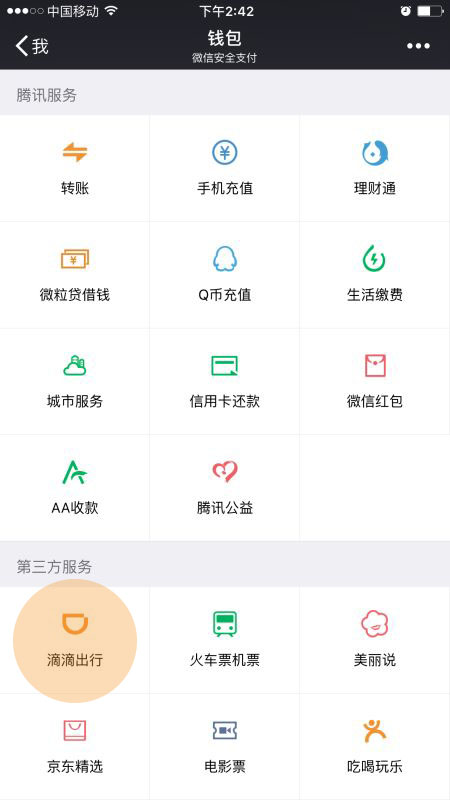 中国移动 下午2:42
我 钱包
微信安全支付
腾讯服务
转账 手机充值 理财通
微粒贷借钱 Q币充值 生活缴费
城市服务 信用卡还款 微信红包
AA收款 腾讯公益
第三方服务
滴滴出行 火车票机票 美丽说
京东精选 电影票 吃喝玩乐